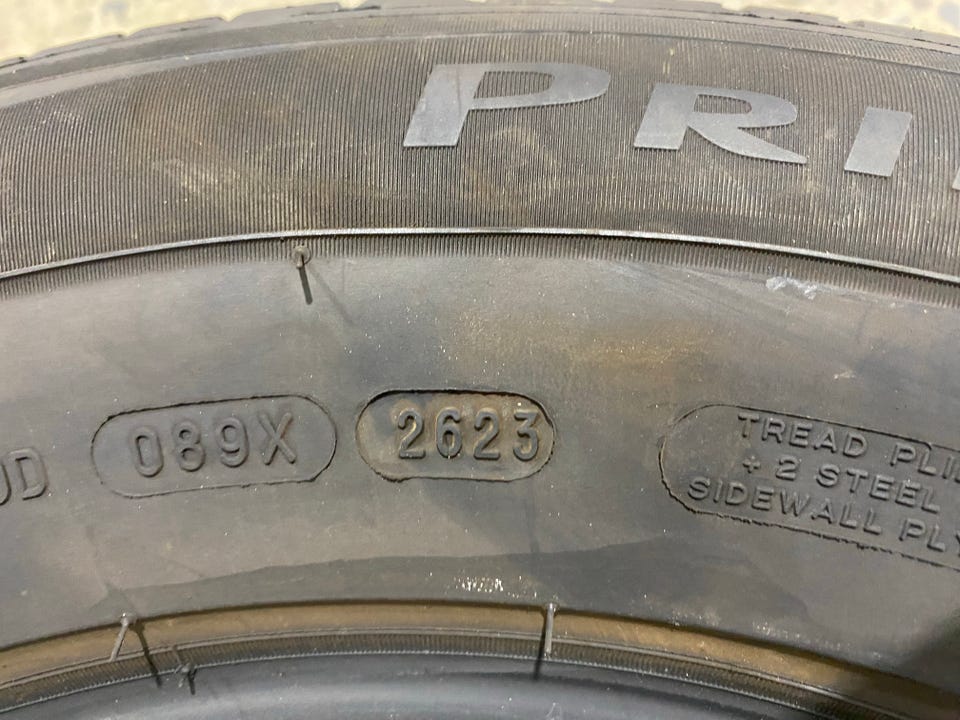 PRI
0D 089X 2623
TREAD PLI
+ 2 STEEL
SIDEWALL PLY